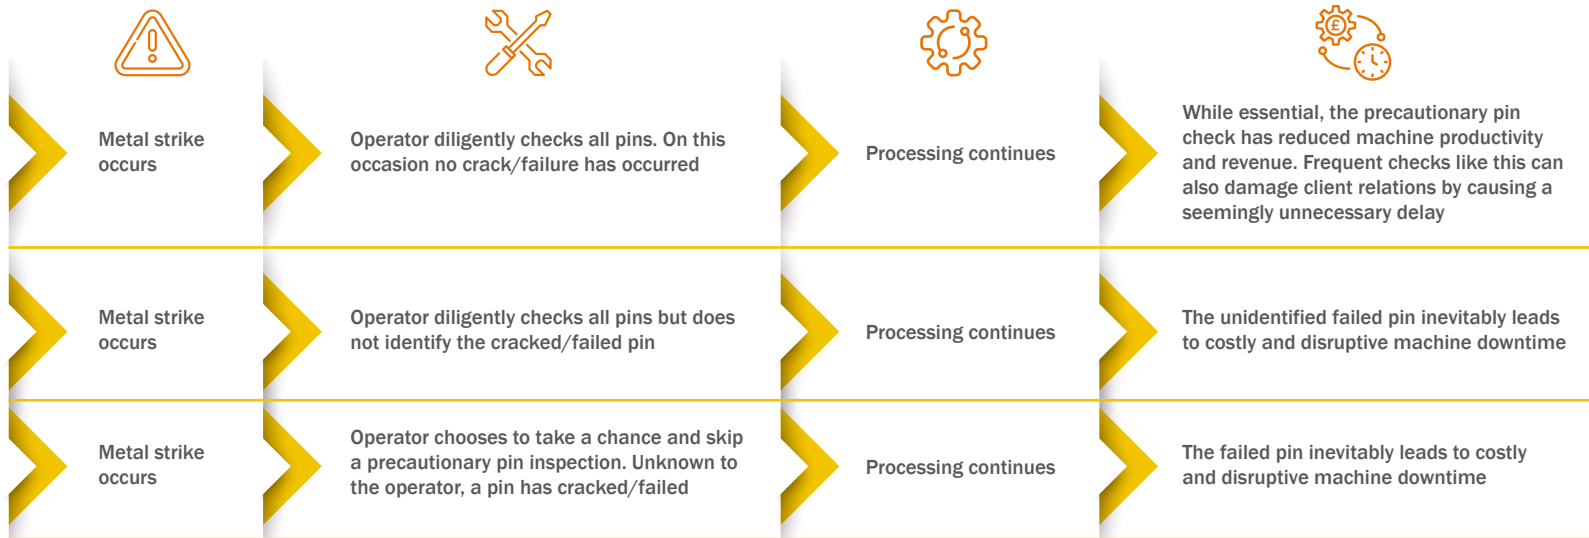 £
Metal strike
occurs
Operator diligently checks all pins. On this
occasion no crack/failure has occurred
Processing continues
While essential, the precautionary pin
check has reduced machine productivity
and revenue. Frequent checks like this can
also damage client relations by causing a
seemingly unnecessary delay
Metal strike
occurs
Operator diligently checks all pins but does
not identify the cracked/failed pin
Processing continues
The unidentified failed pin inevitably leads
to costly and disruptive machine downtime
Metal strike
occurs
Operator chooses to take a chance and skip
a precautionary pin inspection. Unknown to
the operator, a pin has cracked/failed
Processing continues
The failed pin inevitably leads to costly
and disruptive machine downtime